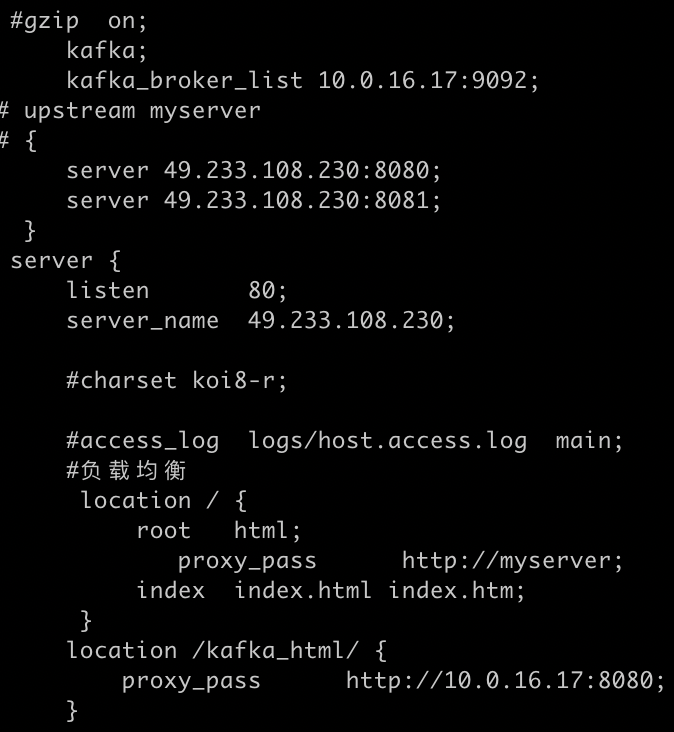 #gzip  on;
    kafka;
    kafka_broker_list 10.0.16.17:9092;
# upstream myserver
# {
    server 49.233.108.230:8080;
    server 49.233.108.230:8081;
 }
server {
    listen       80;
    server_name  49.233.108.230;

    #charset koi8-r;

    #access_log  logs/host.access.log  main;
    #负载均衡
     location / {
         root   html;
            proxy_pass      http://myserver;
         index  index.html index.htm;
     }
    location /kafka_html/ {
        proxy_pass      http://10.0.16.17:8080;
    }